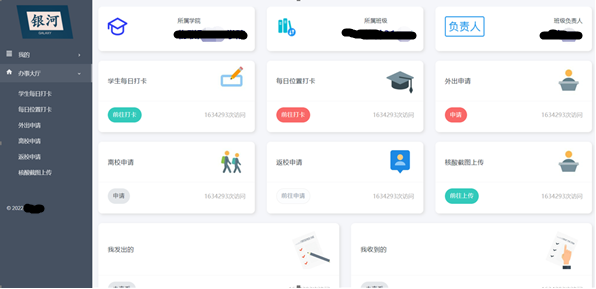 银河
GALAXY
我的
办事大厅
学生每日打卡
每日位置打卡
外出申请
离校申请
返校申请
核酸截图上传
© 2022
所属学院
所属班级
负责人
班级负责人
学生每日打卡
前往打卡
1634293次访问
每日位置打卡
前往打卡
1634293次访问
外出申请
申请
1634293次访问
离校申请
申请
1634293次访问
返校申请
前往申请
1634293次访问
核酸截图上传
前往上传
1634293次访问
我发出的
我收到的